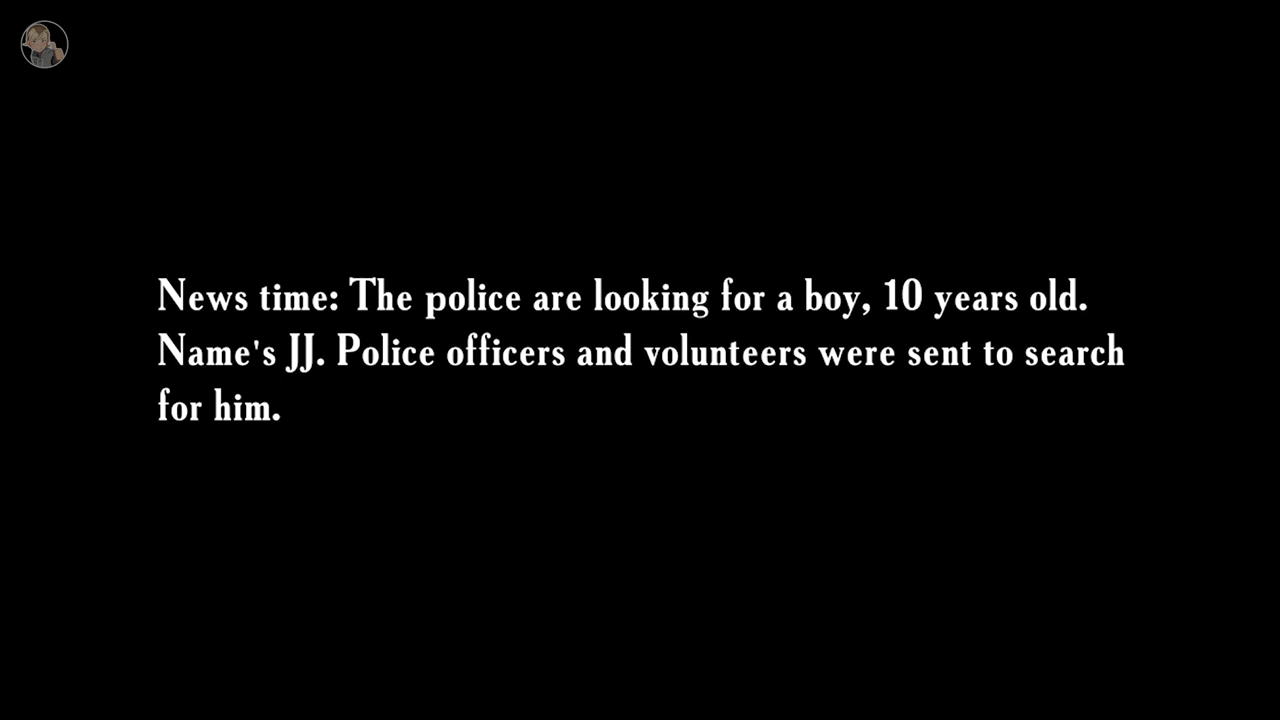 News time: The police are looking for a boy, 10 years old.
Name's JJ. Police officers and volunteers were sent to search
for him.